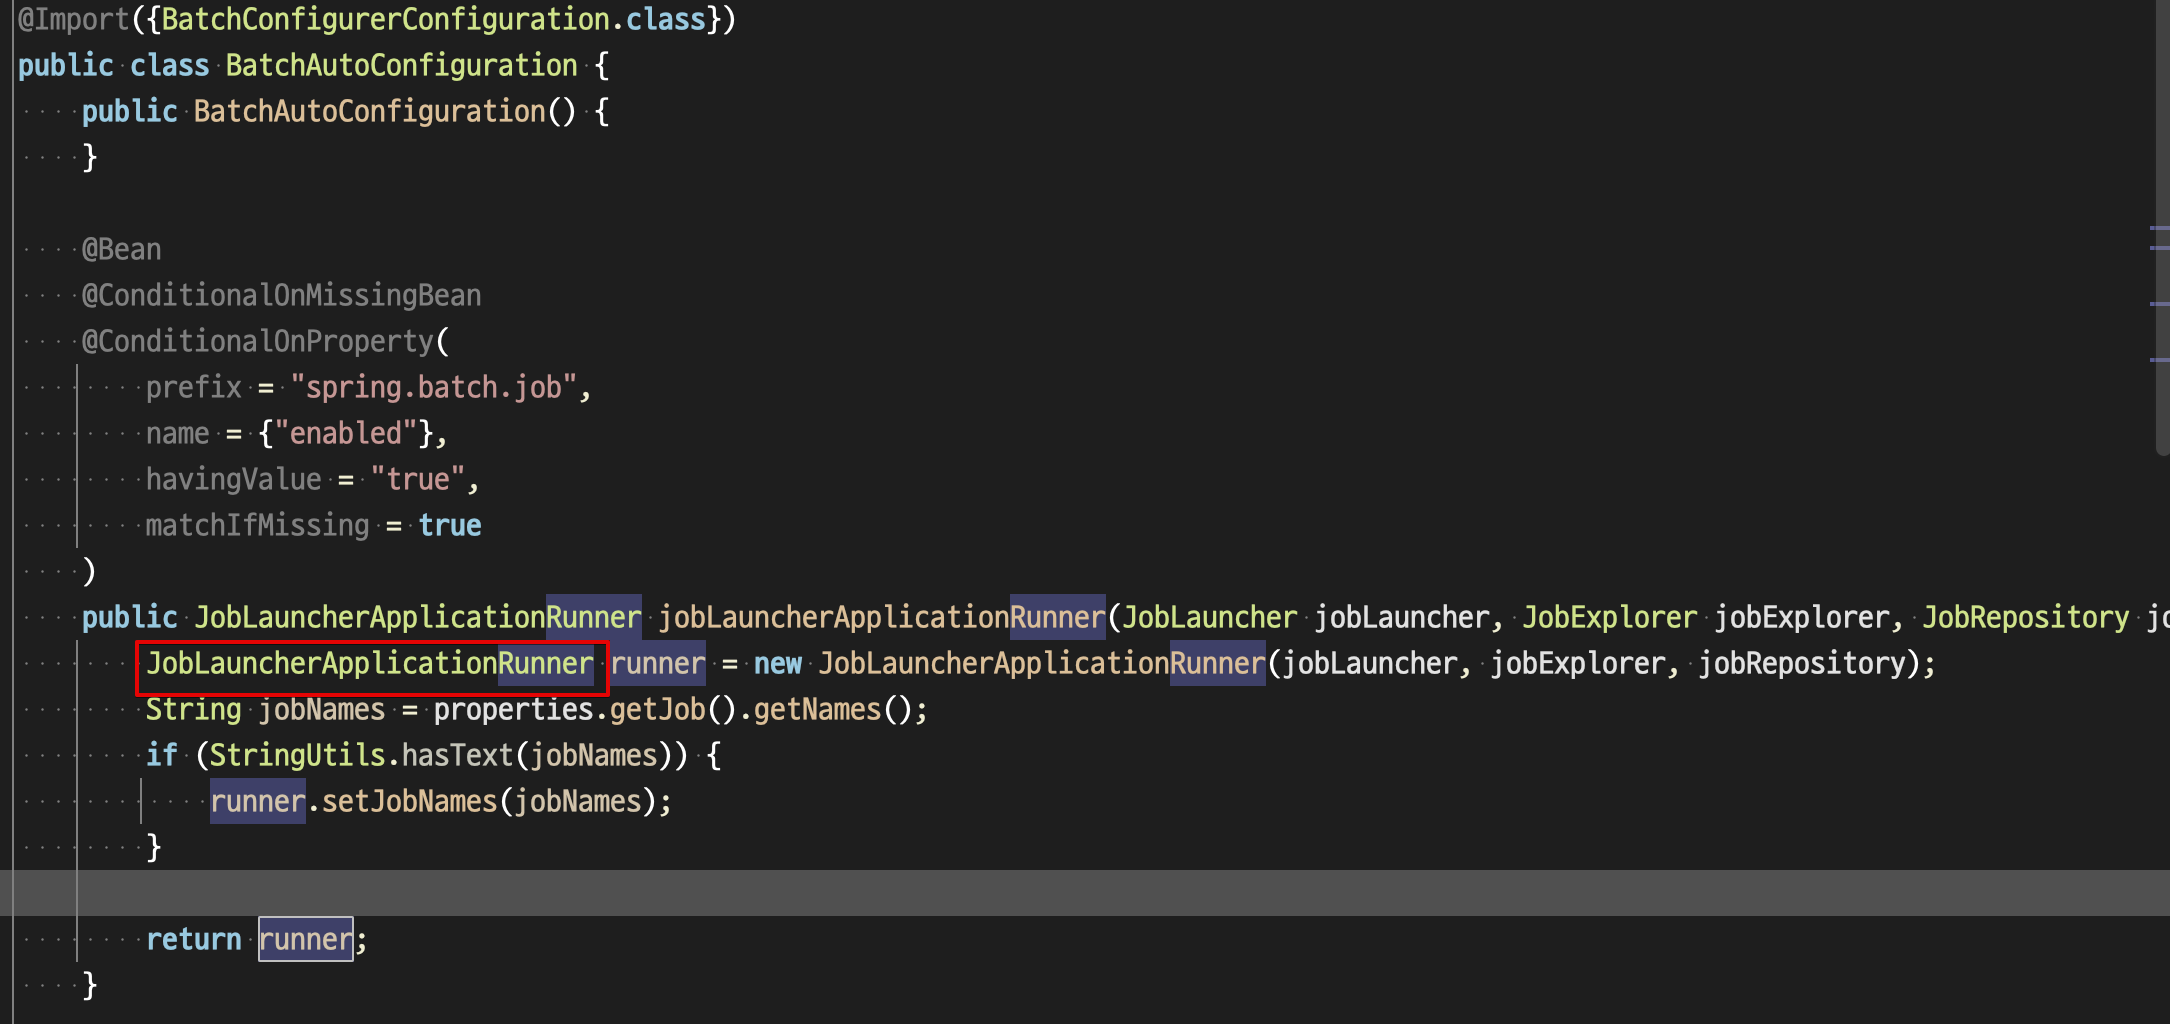 @Import({BatchConfigurerConfiguration.class})
public class BatchAutoConfiguration {
    public BatchAutoConfiguration() {
    }

    @Bean
    @ConditionalOnMissingBean
    @ConditionalOnProperty(
        prefix = "spring.batch.job",
        name = {"enabled"},
        havingValue = "true",
        matchIfMissing = true
    )
    public JobLauncherApplicationRunner jobLauncherApplicationRunner(JobLauncher jobLauncher, JobExplorer jobExplorer, JobRepository
        JobLauncherApplicationRunner runner = new JobLauncherApplicationRunner(jobLauncher, jobExplorer, jobRepository);
        String jobNames = properties.getJob().getNames();
        if (StringUtils.hasText(jobNames)) {
            runner.setJobNames(jobNames);
        }

        return runner;
    }